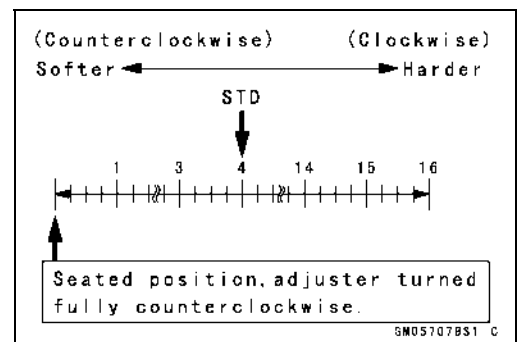 (Counterclockwise) (Clockwise)
Softer Harder
STD
1 3 4 14 15 16
Seated position, adjuster turned
fully counterclockwise.
GM05707BS1 C